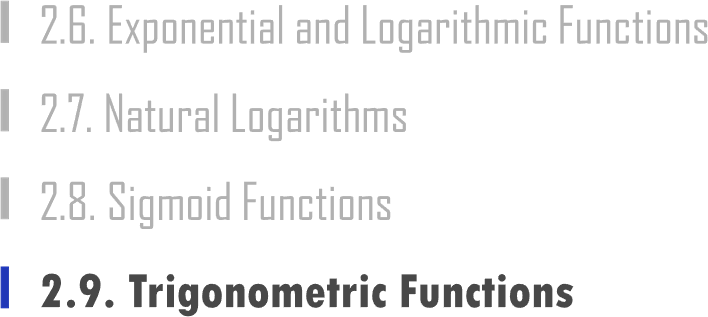 2.6. Exponential and Logarithmic Functions
2.7. Natural Logarithms
2.8. Sigmoid Functions
2.9. Trigonometric Functions